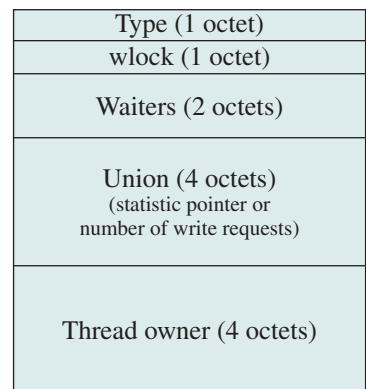 Type (1 octet)
wlock (1 octet)
Waiters (2 octets)
Union (4 octets)
(statistic pointer or
number of write requests)
Thread owner (4 octets)